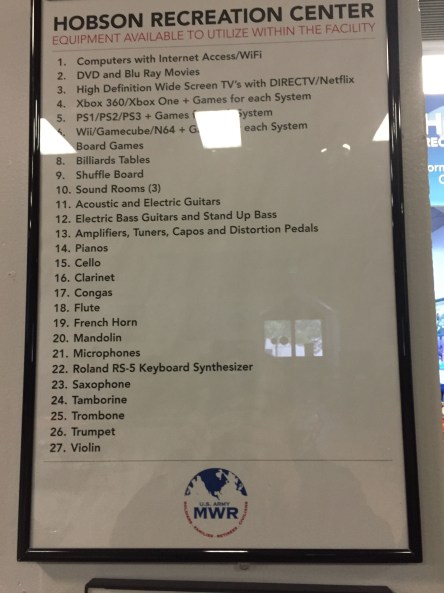 HOBSON RECREATION CENTER
EQUIPMENT AVAILABLE TO UTILIZE WITHIN THE FACILITY
1. Computers with Internet Access/WiFi
2. DVD and Blu Ray Movies
3. High Definition Wide Screen TV's with DIRECTV/Netflix
4. Xbox 360/Xbox One + Games for each System
5. PS1/PS2/PS3 + Games System
6. Wii/Gamecube/N64 + each System
Board Games
8. Billiards Tables
9. Shuffle Board
10. Sound Rooms (3)
11. Acoustic and Electric Guitars
12. Electric Bass Guitars and Stand Up Bass
13. Amplifiers, Tuners, Capos and Distortion Pedals
14. Pianos
15. Cello
16. Clarinet
17. Congas
18. Flute
19. French Horn
20. Mandolin
21. Microphones
22. Roland RS-5 Keyboard Synthesizer
23. Saxophone
24. Tamborine
25. Trombone
26. Trumpet
27. Violin
U.S. ARMY
MWR